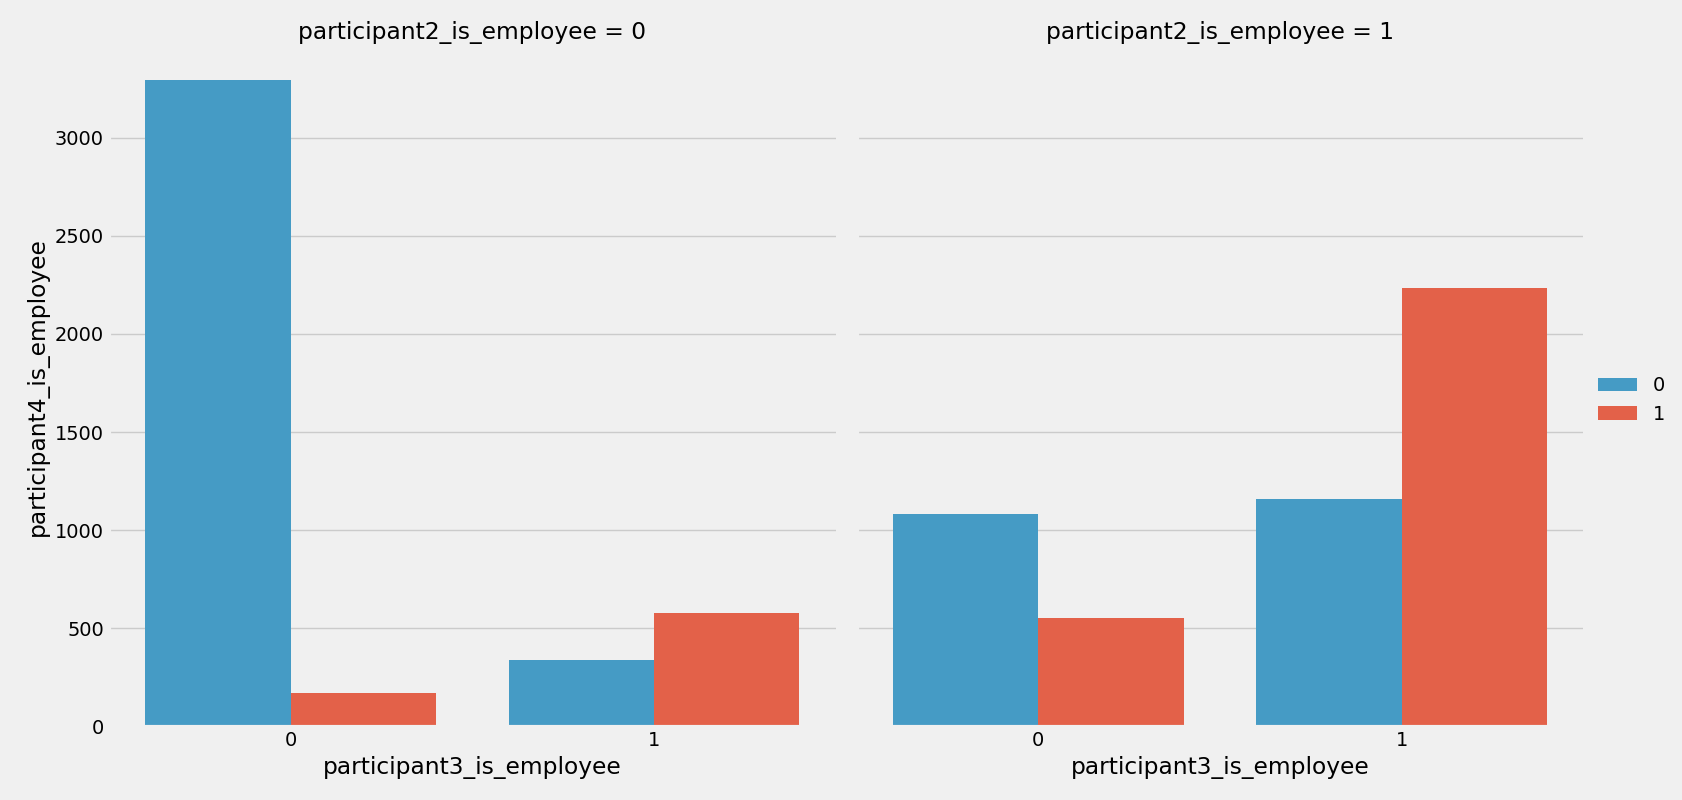 participant2_is_employee = 0
participant2_is_employee = 1
participant4_is_employee
3000
2500
2000
1500
1000
500
0
0
1
0
1
participant3_is_employee
participant3_is_employee
0
1